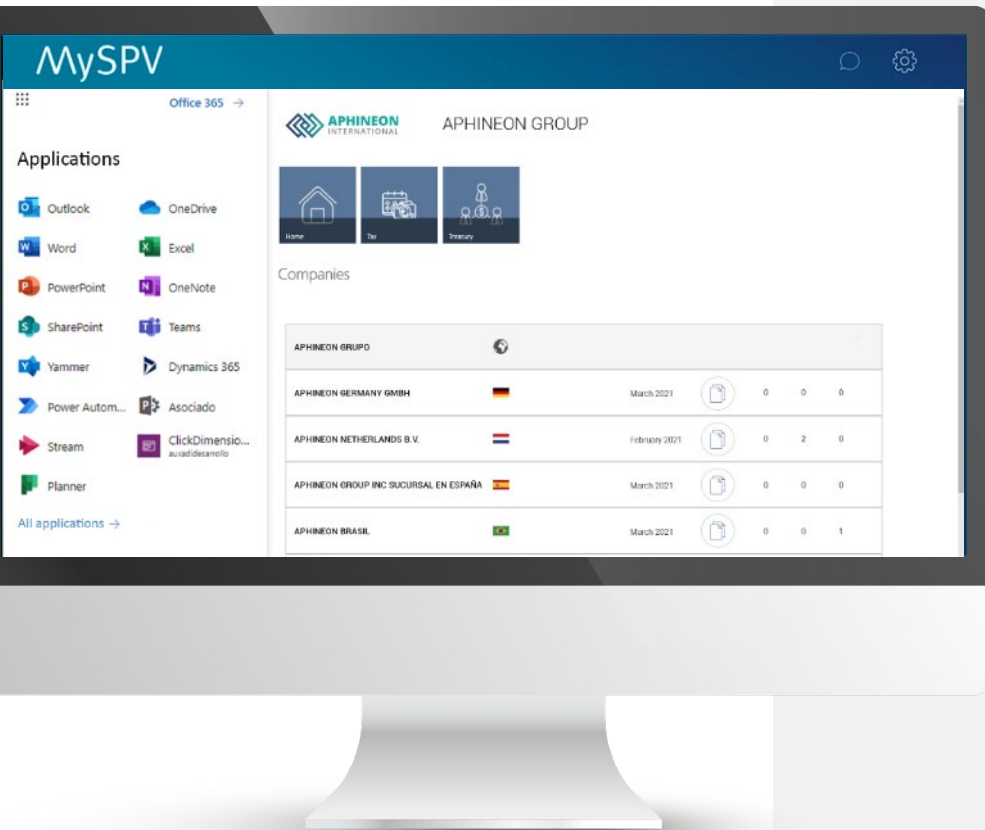 MySPV
Office 365 →
Applications
Outlook
OneDrive
Word
Excel
PowerPoint
OneNote
SharePoint
Teams
Yammer
Dynamics 365
Power Autom...
Asociado
Stream
ClickDimensio...
auxadidesarrollo
Planner
All applications →
APHINEON
INTERNATIONAL
APHINEON GROUP
Home
Tax
Treasury
Companies
APHINEON GRUPO
APHINEON GERMANY GMBH March 2021 0 0 0
APHINEON NETHERLANDS B.V. February 2021 0 2 0
APHINEON GROUP INC SUCURSAL EN ESPAÑA March 2021 0 0 0
APHINEON BRASIL March 2021 0 0 1